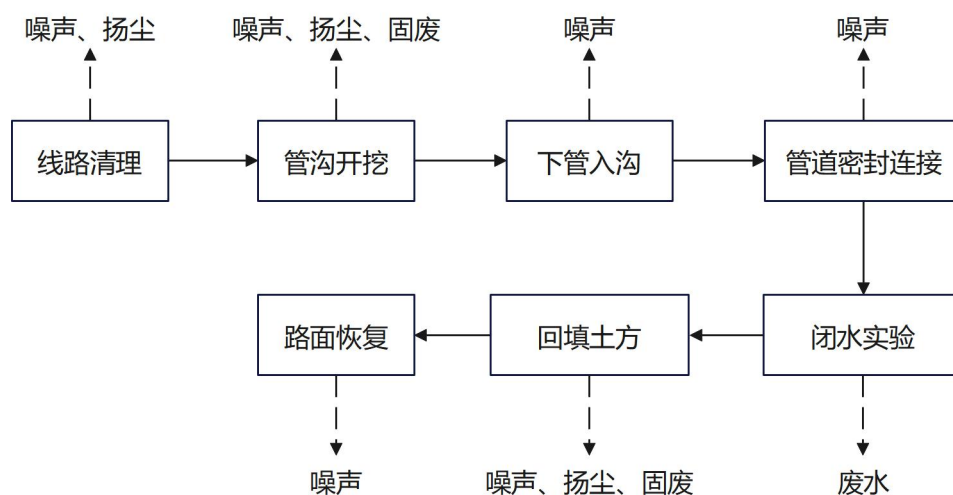 噪声、扬尘
噪声、扬尘、固废
噪声
噪声
线路清理
管沟开挖
下管入沟
管道密封连接
路面恢复
回填土方
闭水实验
噪声
噪声、扬尘、固废
废水